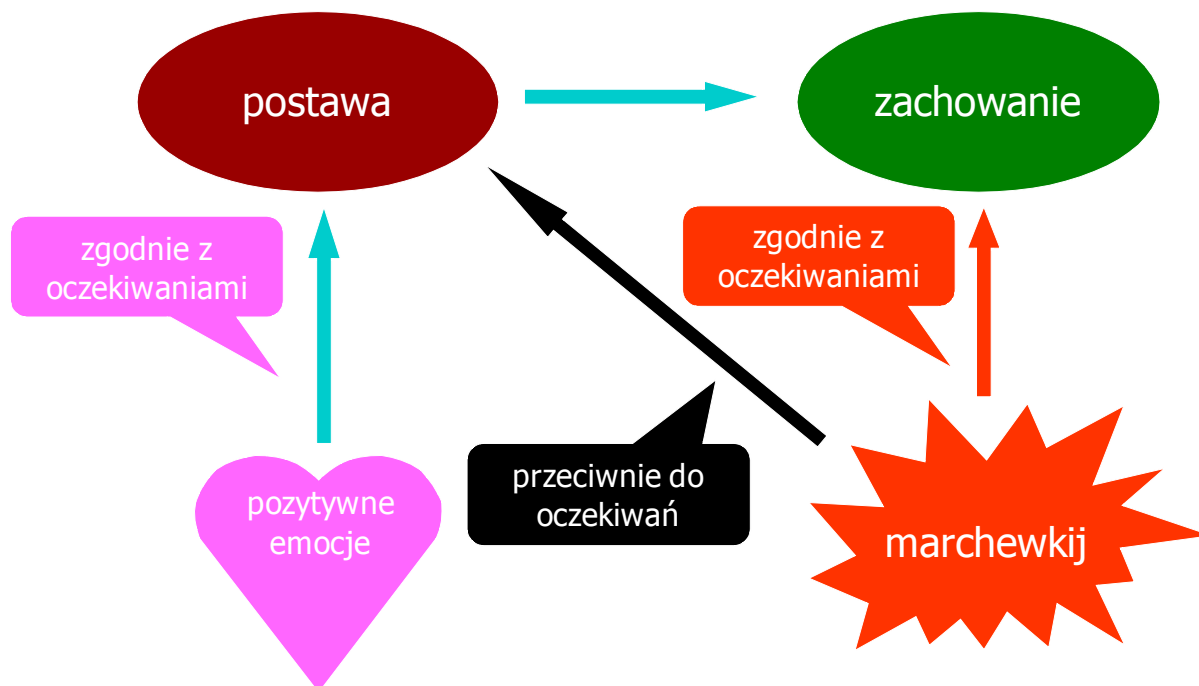 postawa
zachowanie
zgodnie z
oczekiwaniami
zgodnie z
oczekiwaniami
pozytywne
emocje
przeciwnie do
oczekiwań
marchewkij